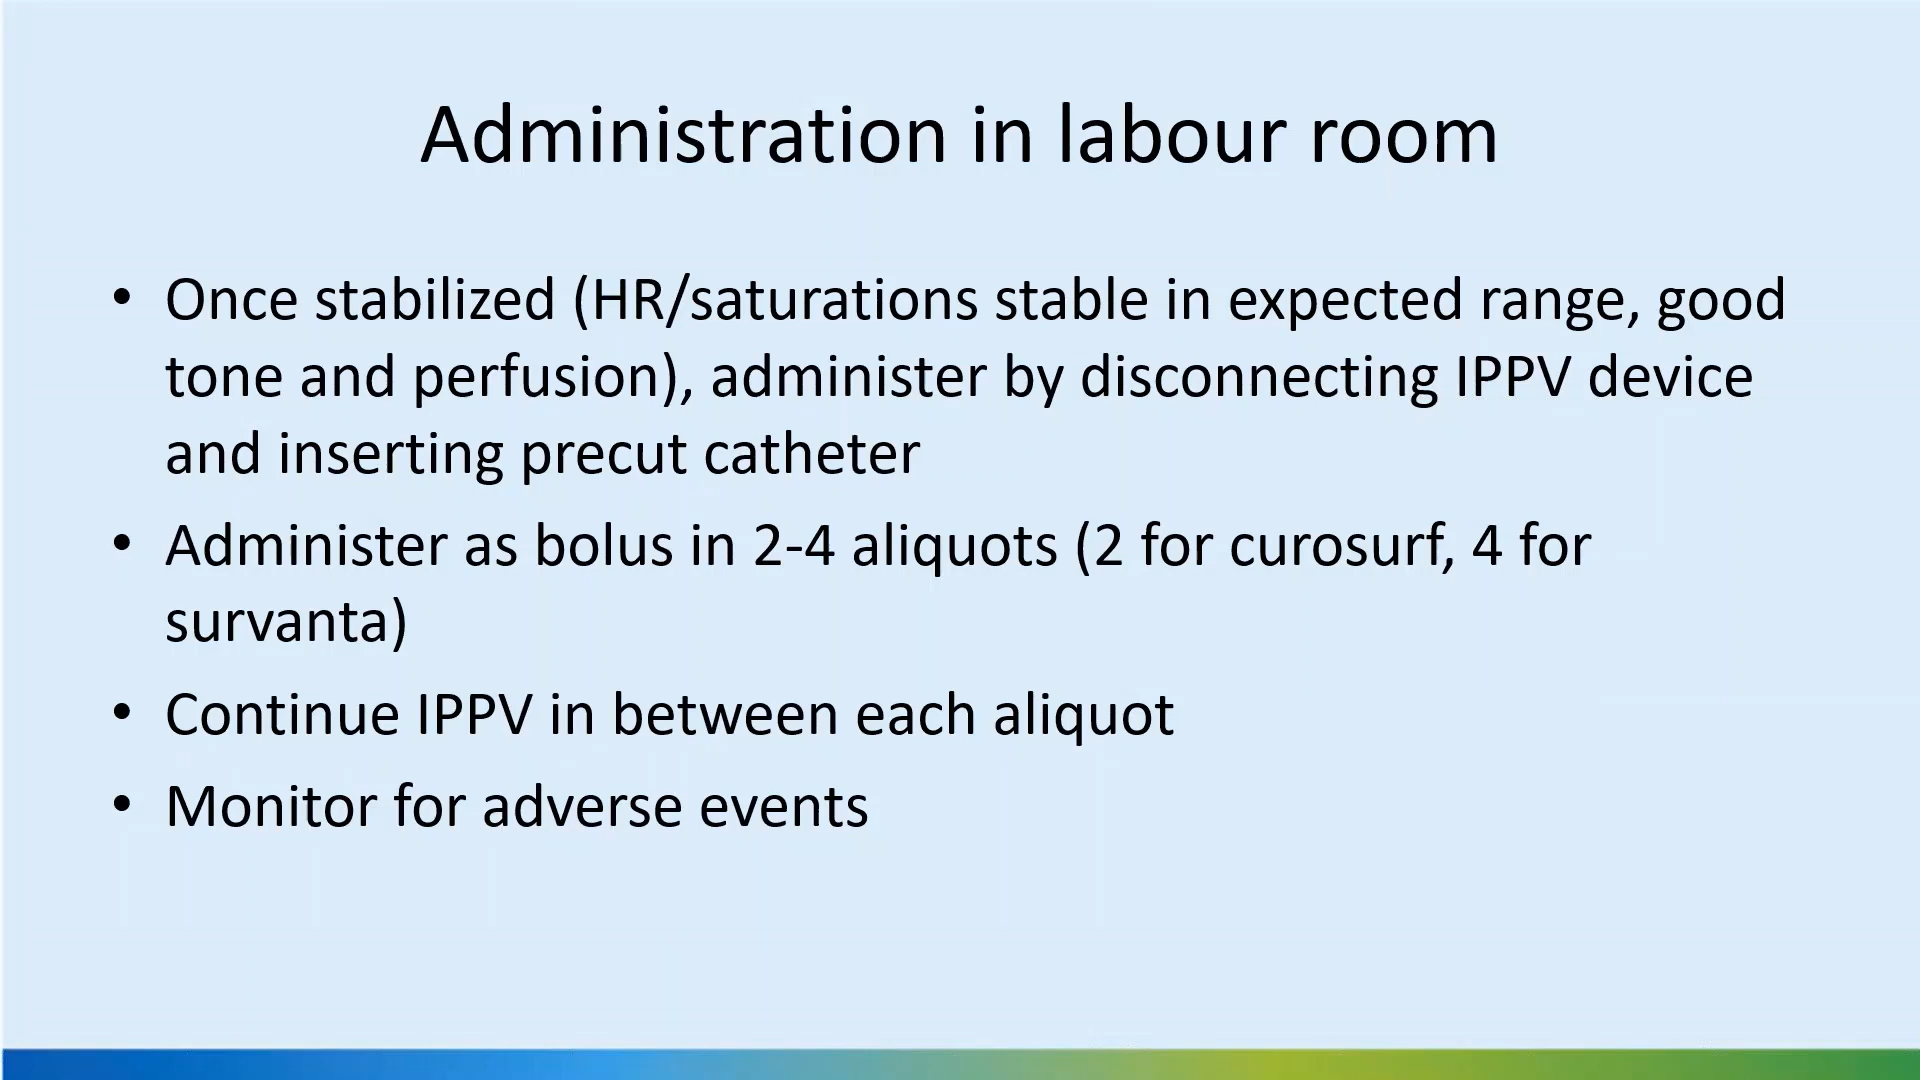 Administration in labour room
• Once stabilized (HR/saturations stable in expected range, good
tone and perfusion), administer by disconnecting IPPV device
and inserting precut catheter
• Administer as bolus in 2-4 aliquots (2 for curosurf, 4 for
survanta)
• Continue IPPV in between each aliquot
• Monitor for adverse events